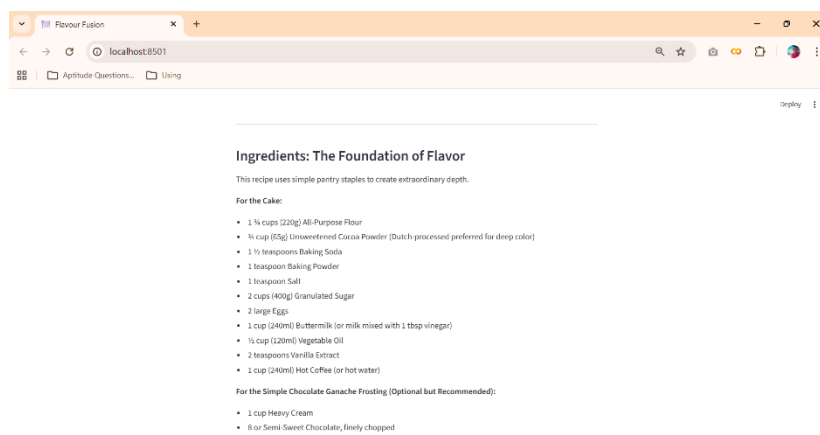 Flavour Fusion
localhost:8501
Aptitude Questions... Using
Deploy
Ingredients: The Foundation of Flavor
This recipe uses simple pantry staples to create extraordinary depth.
For the Cake:
• 1 ¾ cups (220g) All-Purpose Flour
• ¾ cup (65g) Unsweetened Cocoa Powder (Dutch-processed preferred for deep color)
• 1 ½ teaspoons Baking Soda
• 1 teaspoon Baking Powder
• 1 teaspoon Salt
• 2 cups (400g) Granulated Sugar
• 2 large Eggs
• 1 cup (240ml) Buttermilk (or milk mixed with 1 tbsp vinegar)
• ½ cup (120ml) Vegetable Oil
• 2 teaspoons Vanilla Extract
• 1 cup (240ml) Hot Coffee (or hot water)
For the Simple Chocolate Ganache Frosting (Optional but Recommended):
• 1 cup Heavy Cream
• 8 oz Semi-Sweet Chocolate, finely chopped